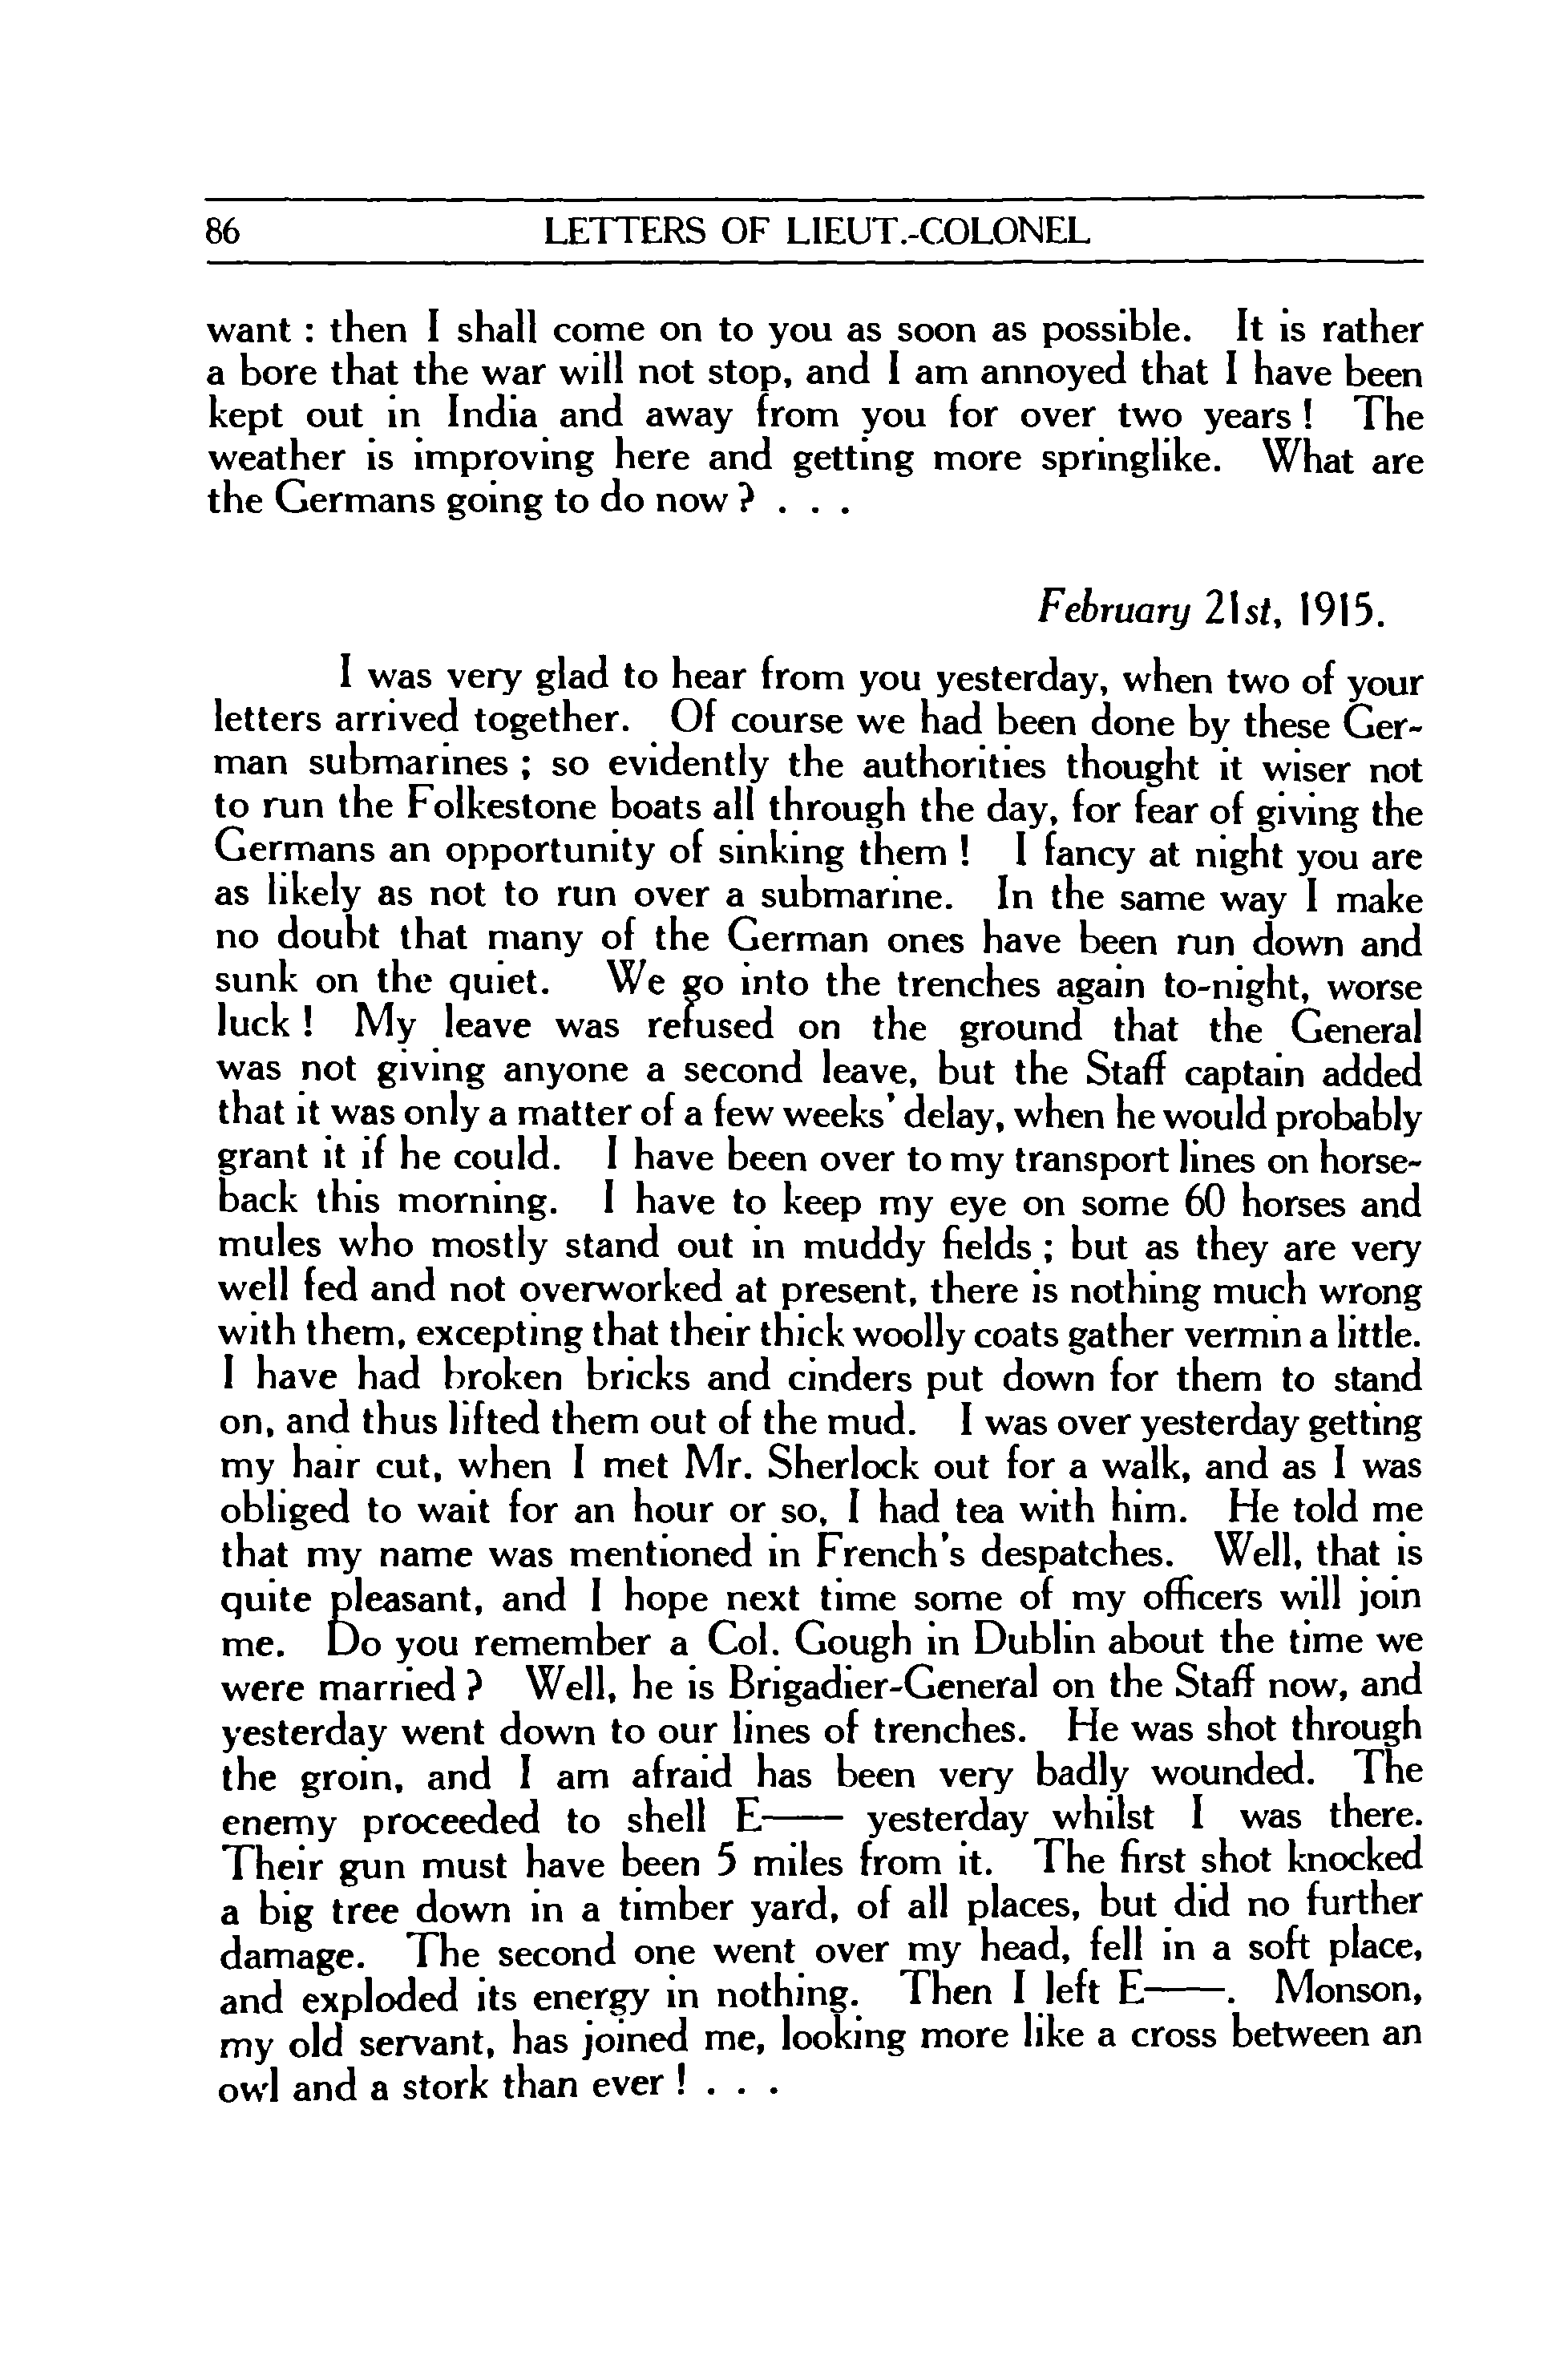 86 LETTERS OF LIEUT.-COLONEL
want : then I shall come on to you as soon as possible. It is rather
a bore that the war will not stop, and I am annoyed that I have been
kept out in India and away from you for over two years ! The
weather is improving here and getting more springlike. What are
the Germans going to do now ? . . .
February 21st, 1915.
I was very glad to hear from you yesterday, when two of your
letters arrived together. Of course we had been done by these Ger-
man submarines ; so evidently the authorities thought it wiser not
to run the Folkestone boats all through the day, for fear of giving the
Germans an opportunity of sinking them ! I fancy at night you are
as likely as not to run over a submarine. In the same way I make
no doubt that many of the German ones have been run down and
sunk on the quiet. We go into the trenches again to-night, worse
luck ! My leave was refused on the ground that the General
was not giving anyone a second leave, but the Staff captain added
that it was only a matter of a few weeks' delay, when he would probably
grant it if he could. I have been over to my transport lines on horse-
back this morning. I have to keep my eye on some 60 horses and
mules who mostly stand out in muddy fields ; but as they are very
well fed and not overworked at present, there is nothing much wrong
with them, excepting that their thick woolly coats gather vermin a little.
I have had broken bricks and cinders put down for them to stand
on, and thus lifted them out of the mud. I was over yesterday getting
my hair cut, when I met Mr. Sherlock out for a walk, and as I was
obliged to wait for an hour or so, I had tea with him. He told me
that my name was mentioned in French's despatches. Well, that is
quite pleasant, and I hope next time some of my officers will join
me. Do you remember a Col. Gough in Dublin about the time we
were married ? Well, he is Brigadier-General on the Staff now, and
yesterday went down to our lines of trenches. He was shot through
the groin, and I am afraid has been very badly wounded. The
enemy proceeded to shell E—— yesterday whilst I was there.
Their gun must have been 5 miles from it. The first shot knocked
a big tree down in a timber yard, of all places, but did no further
damage. The second one went over my head, fell in a soft place,
and exploded its energy in nothing. Then I left E——. Monson,
my old servant, has joined me, looking more like a cross between an
owl and a stork than ever ! . . .